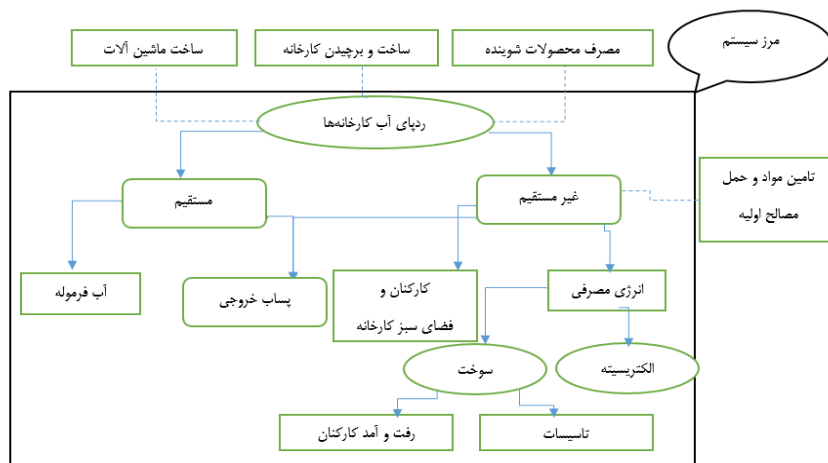 مرز سیستم
مصرف محصولات شوینده
ساخت و برچیدن کارخانه
ساخت ماشین آلات
ردپای آب کارخانه‌ها
تامین مواد و حمل
مصالح اولیه
غیر مستقیم
مستقیم
انرژی مصرفی
کارکنان و
فضای سبز کارخانه
پساب خروجی
آب فرموله
الکتریسیته
سوخت
تاسیسات
رفت و آمد کارکنان